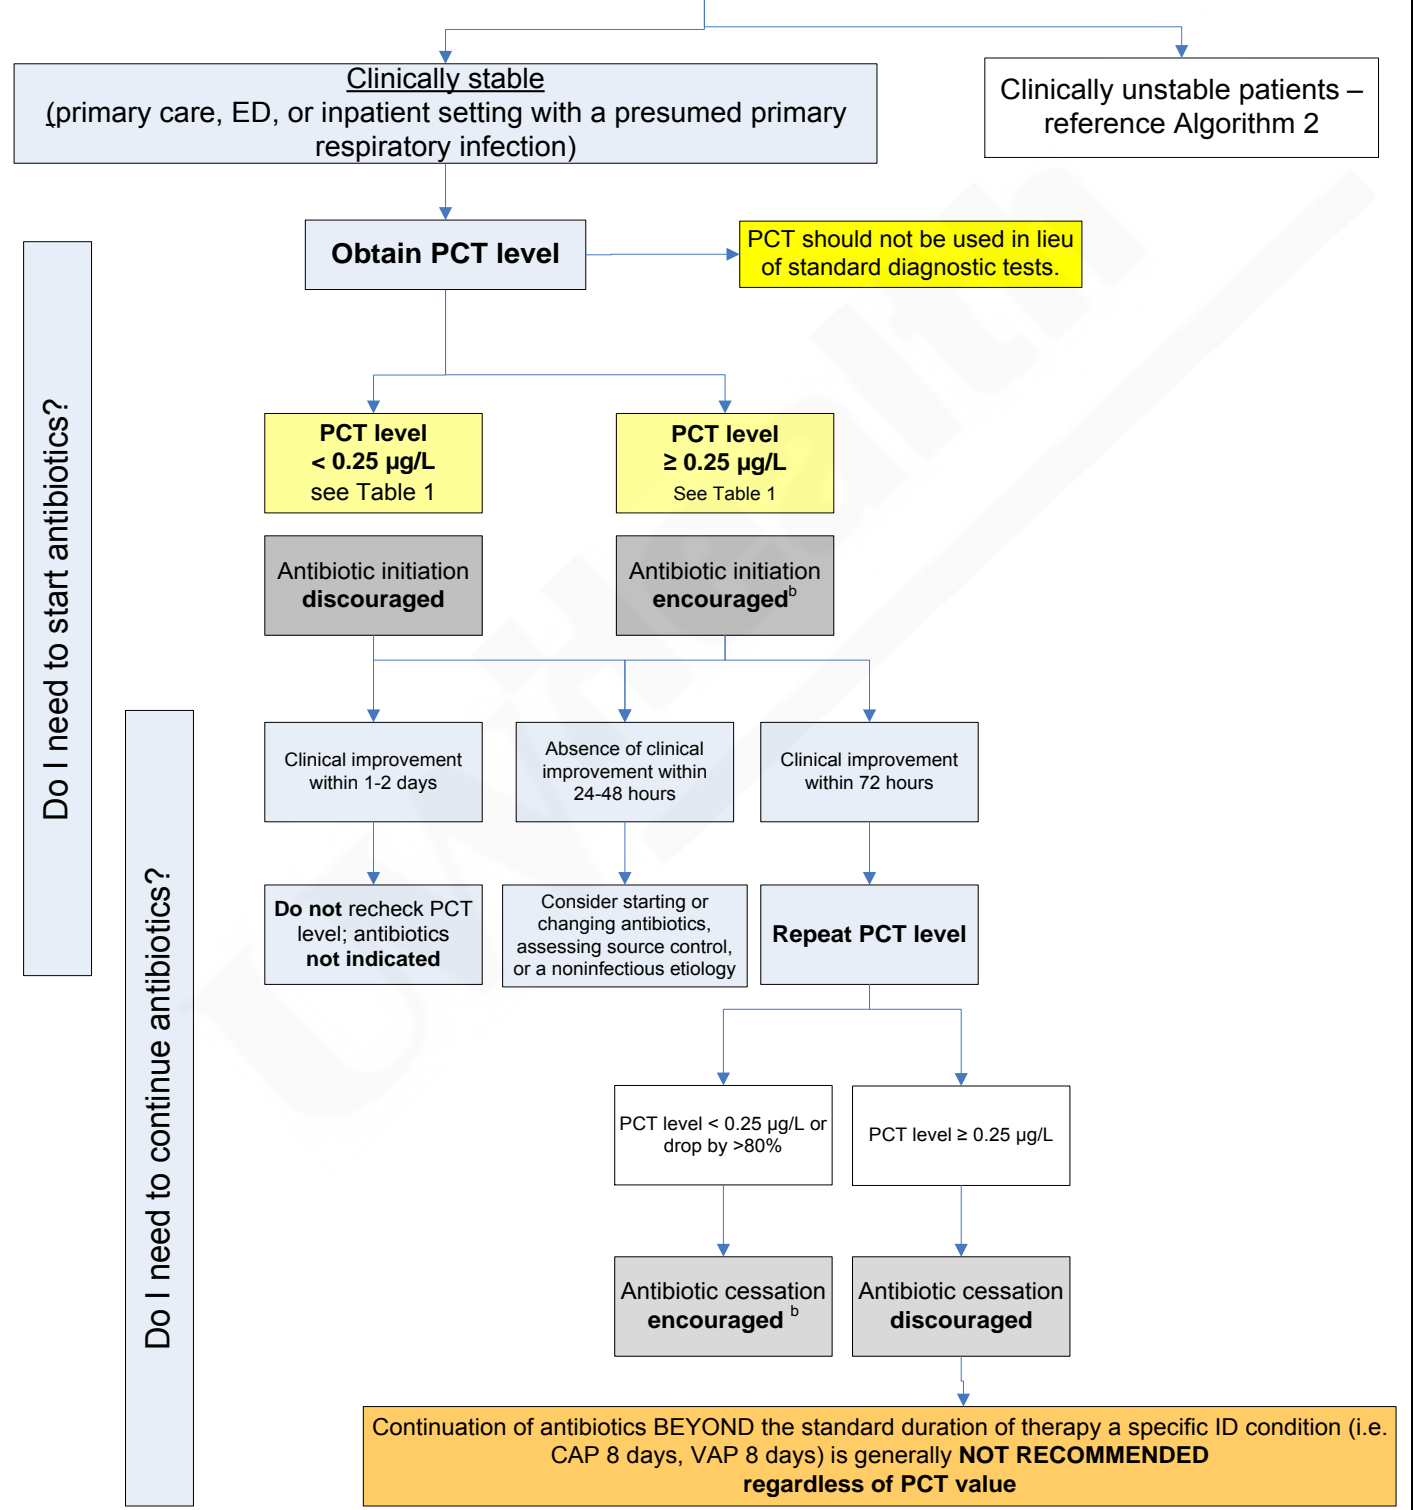 Clinically stable
(primary care, ED, or inpatient setting with a presumed primary
respiratory infection)
Clinically unstable patients –
reference Algorithm 2
Obtain PCT level
PCT should not be used in lieu
of standard diagnostic tests.
Do I need to start antibiotics?
PCT level
< 0.25 µg/L
see Table 1
PCT level
≥ 0.25 µg/L
See Table 1
Antibiotic initiation
discouraged
Antibiotic initiation
encouraged b
Do I need to continue antibiotics?
Clinical improvement
within 1-2 days
Absence of clinical
improvement within
24-48 hours
Clinical improvement
within 72 hours
Do not recheck PCT
level; antibiotics
not indicated
Consider starting or
changing antibiotics,
assessing source control,
or a noninfectious etiology
Repeat PCT level
PCT level < 0.25 µg/L or
drop by >80%
PCT level ≥ 0.25 µg/L
Antibiotic cessation
encouraged b
Antibiotic cessation
discouraged
Continuation of antibiotics BEYOND the standard duration of therapy a specific ID condition (i.e.
CAP 8 days, VAP 8 days) is generally NOT RECOMMENDED
regardless of PCT value
UWHealth